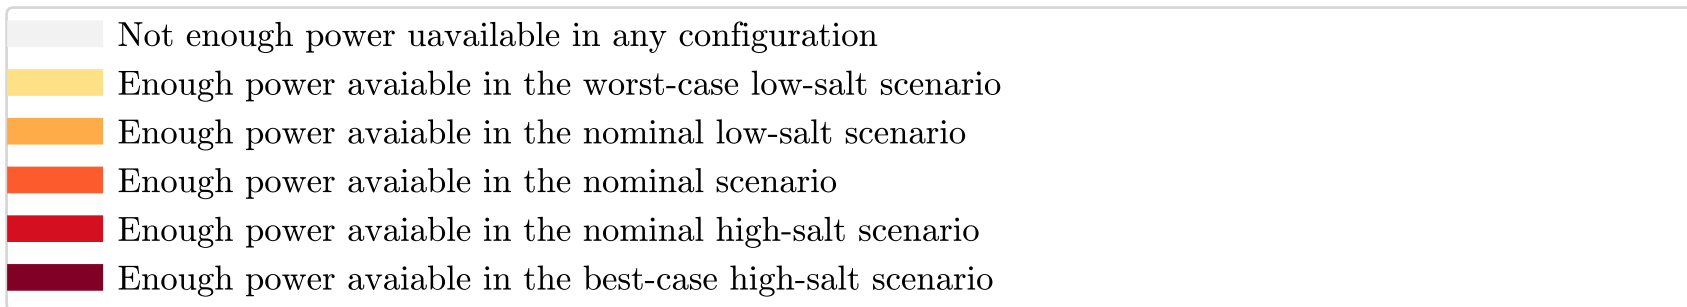 Not enough power uavailable in any configuration
Enough power avaiable in the worst-case low-salt scenario
Enough power avaiable in the nominal low-salt scenario
Enough power avaiable in the nominal scenario
Enough power avaiable in the nominal high-salt scenario
Enough power avaiable in the best-case high-salt scenario